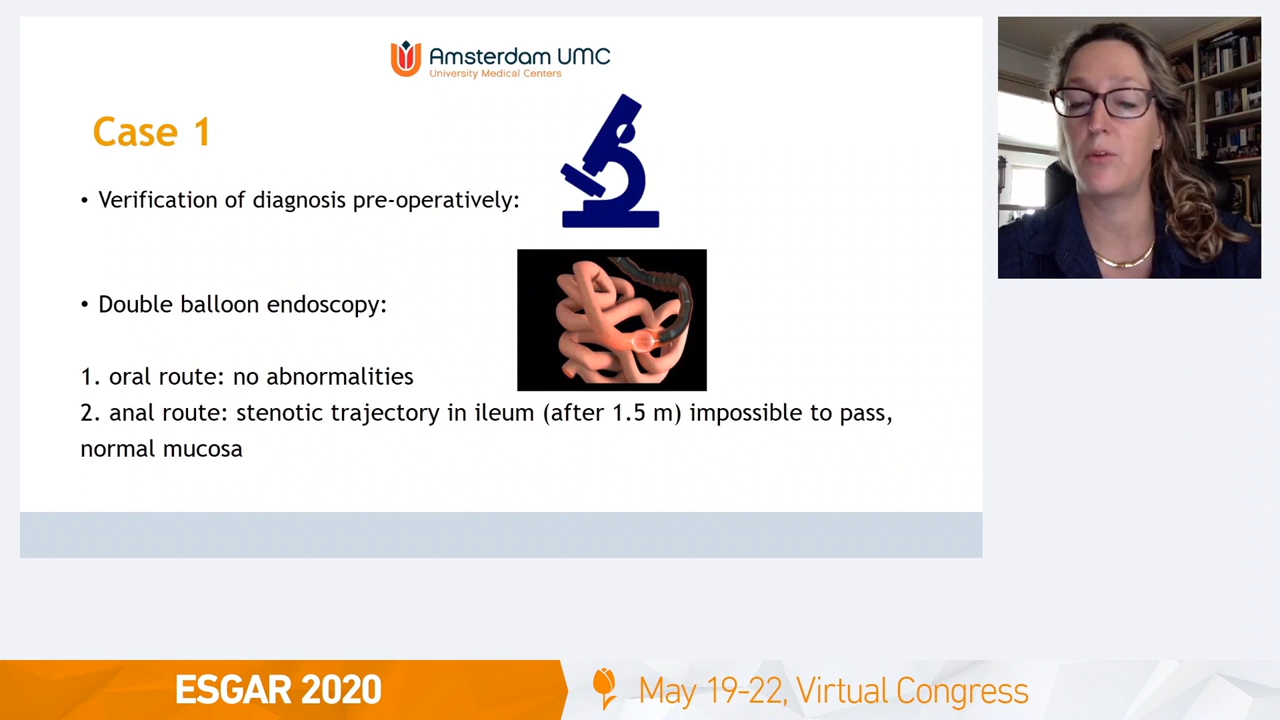 Amsterdam UMC
University Medical Centers
Case 1
• Verification of diagnosis pre-operatively:
• Double balloon endoscopy:
1. oral route: no abnormalities
2. anal route: stenotic trajectory in ileum (after 1.5 m) impossible to pass,
normal mucosa
ESGAR 2020
May 19-22, Virtual Congress